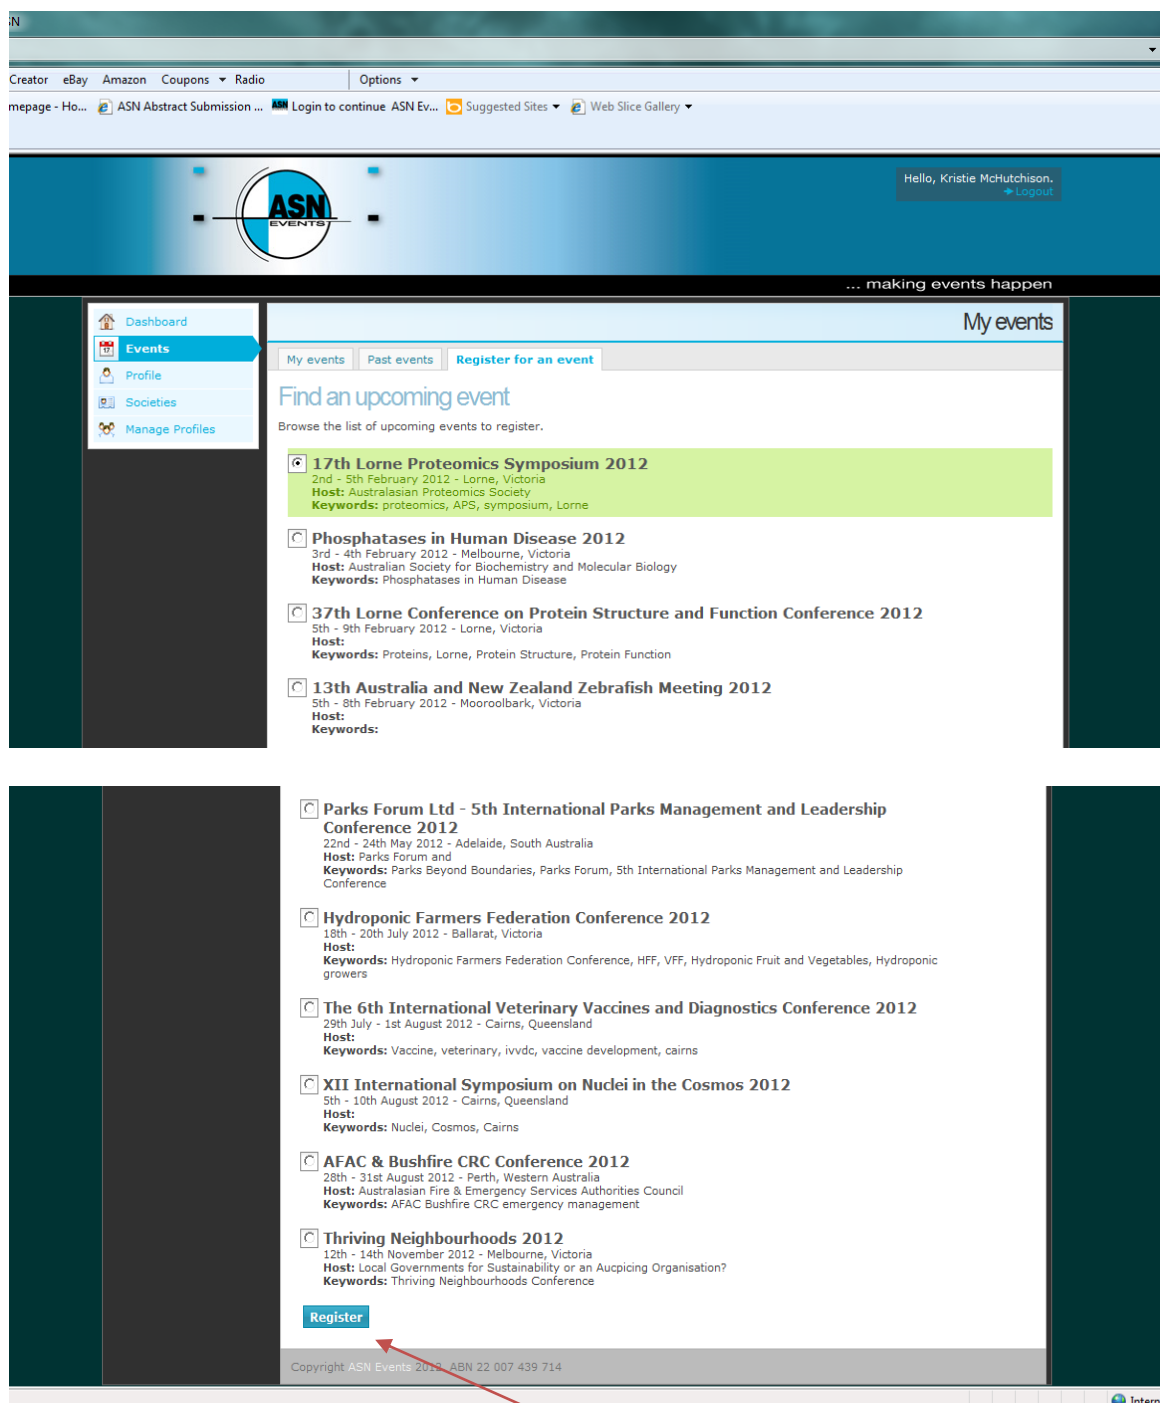 SN
Creator eBay Amazon Coupons Radio Options
mepage - Ho... ASN Abstract Submission ... Login to continue ASN Ev... Suggested Sites Web Slice Gallery
Hello, Kristie McHutchison.
Logout
ASN
EVENTS
... making events happen
Dashboard
Events
Profile
Societies
Manage Profiles
My events
My events Past events Register for an event
Find an upcoming event
Browse the list of upcoming events to register.
17th Lorne Proteomics Symposium 2012
2nd - 5th February 2012 - Lorne, Victoria
Host: Australasian Proteomics Society
Keywords: proteomics, APS, symposium, Lorne
Phosphatases in Human Disease 2012
3rd - 4th February 2012 - Melbourne, Victoria
Host: Australian Society for Biochemistry and Molecular Biology
Keywords: Phosphatases in Human Disease
37th Lorne Conference on Protein Structure and Function Conference 2012
5th - 9th February 2012 - Lorne, Victoria
Host:
Keywords: Proteins, Lorne, Protein Structure, Protein Function
13th Australia and New Zealand Zebrafish Meeting 2012
5th - 8th February 2012 - Mooroolbark, Victoria
Host:
Keywords:
Parks Forum Ltd - 5th International Parks Management and Leadership
Conference 2012
22nd - 24th May 2012 - Adelaide, South Australia
Host: Parks Forum and
Keywords: Parks Beyond Boundaries, Parks Forum, 5th International Parks Management and Leadership
Conference
Hydroponic Farmers Federation Conference 2012
18th - 20th July 2012 - Ballarat, Victoria
Host:
Keywords: Hydroponic Farmers Federation Conference, HFF, VFF, Hydroponic Fruit and Vegetables, Hydroponic
growers
The 6th International Veterinary Vaccines and Diagnostics Conference 2012
29th July - 1st August 2012 - Cairns, Queensland
Host:
Keywords: Vaccine, veterinary, ivvdc, vaccine development, cairns
XII International Symposium on Nuclei in the Cosmos 2012
5th - 10th August 2012 - Cairns, Queensland
Host:
Keywords: Nuclei, Cosmos, Cairns
AFAC & Bushfire CRC Conference 2012
28th - 31st August 2012 - Perth, Western Australia
Host: Australasian Fire & Emergency Services Authorities Council
Keywords: AFAC Bushfire CRC emergency management
Thriving Neighbourhoods 2012
12th - 14th November 2012 - Melbourne, Victoria
Host: Local Governments for Sustainability or an Aucpicing Organisation?
Keywords: Thriving Neighbourhoods Conference
Register
Copyright ASN Events 2012. ABN 22 007 439 714
Intern